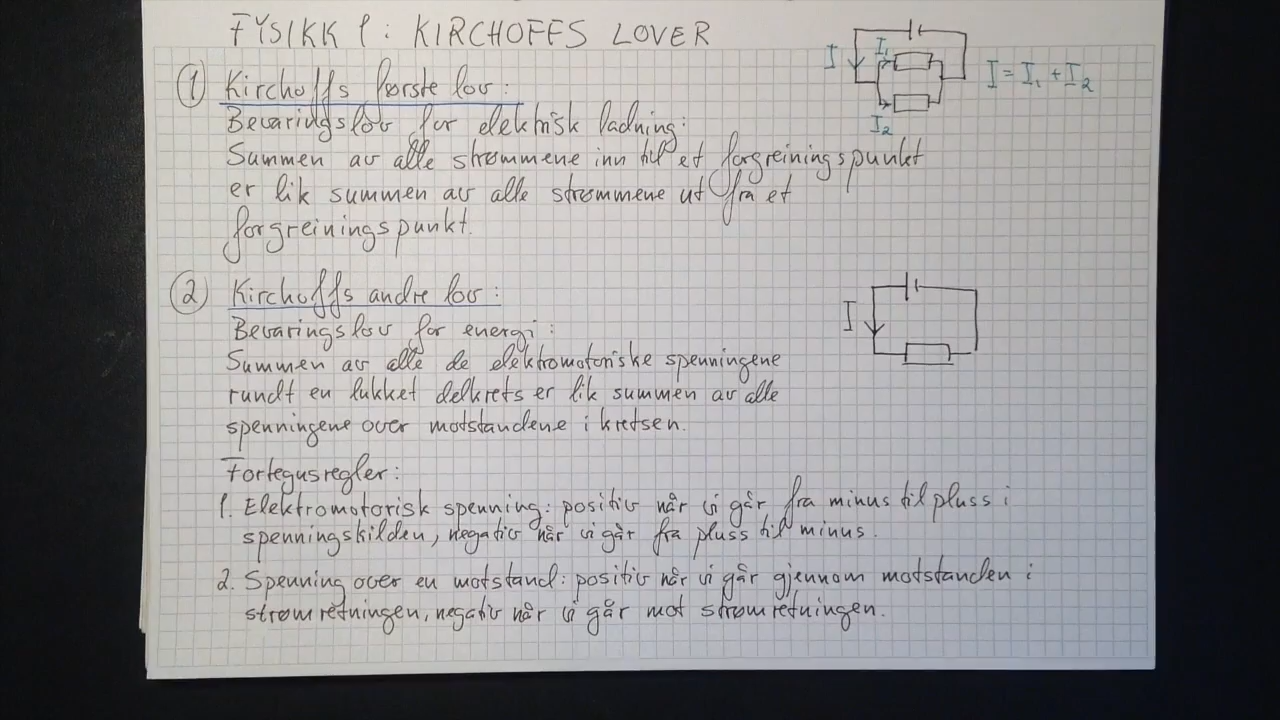 FYSIKK 1: KIRCHOFFS LOVER
① Kirchoffs første lov:
Bevaringslov for elektrisk ladning:
Summen av alle strømmene inn til et forgreiningspunkt
er lik summen av alle strømmene ut fra et
forgreiningspunkt.
I
I₁
I₂
I = I₁ + I₂
② Kirchoffs andre lov:
Bevaringslov for energi:
Summen av alle de elektromotoriske spenningene
rundt en lukket delkrets er lik summen av alle
spenningene over motstandene i kretsen.
I
Fortegnsregler:
1. Elektromotorisk spenning: positiv når vi går fra minus til pluss i
spenningskilden, negativ når vi går fra pluss til minus.
2. Spenning over en motstand: positiv når vi går gjennom motstanden i
strømretningen, negativ når vi går mot strømretningen.